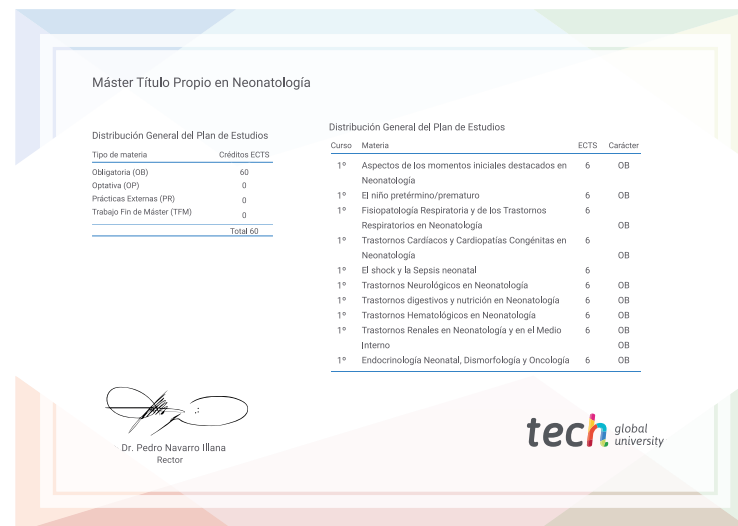 Máster Título Propio en Neonatología
Distribución General del Plan de Estudios
Tipo de materia Créditos ECTS
Obligatoria (OB) 60
Optativa (OP) 0
Prácticas Externas (PR) 0
Trabajo Fin de Máster (TFM) 0
Total 60
Distribución General del Plan de Estudios
Curso Materia ECTS Carácter
1º Aspectos de los momentos iniciales destacados en 6 OB
Neonatología
1º El niño pretérmino/prematuro 6 OB
1º Fisiopatología Respiratoria y de los Trastornos 6
Respiratorios en Neonatología OB
1º Trastornos Cardíacos y Cardiopatías Congénitas en 6
Neonatología OB
1º El shock y la Sepsis neonatal 6
1º Trastornos Neurológicos en Neonatología 6 OB
1º Trastornos digestivos y nutrición en Neonatología 6 OB
1º Trastornos Hematológicos en Neonatología 6 OB
1º Trastornos Renales en Neonatología y en el Medio 6 OB
Interno OB
1º Endocrinología Neonatal, Dismorfología y Oncología 6 OB
Dr. Pedro Navarro Illana
Rector
tech global
university